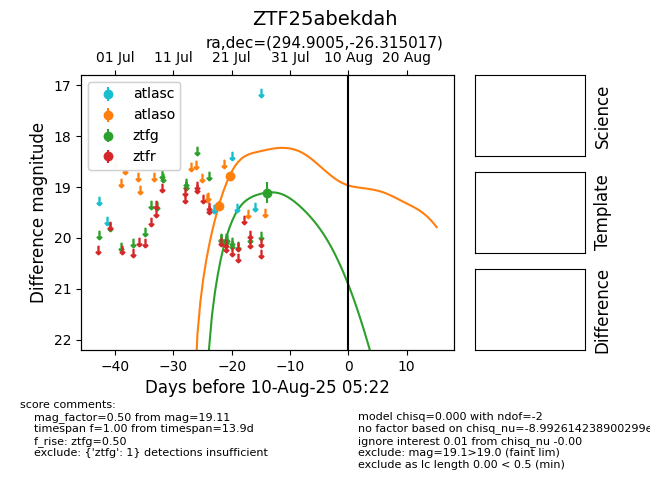 ZTF25abekdah
ra,dec=(294.9005,-26.315017)
01 Jul 11 Jul 21 Jul 31 Jul 10 Aug 20 Aug
atlasc
atlaso
ztfg
ztfr
17
18
19
20
21
22
Difference magnitude
−40 −30 −20 −10 0 10
Days before 10-Aug-25 05:22
Science
Template
Difference
score comments:
mag_factor=0.50 from mag=19.11
timespan f=1.00 from timespan=13.9d
f_rise: ztfg=0.50
exclude: {'ztfg': 1} detections insufficient
model chisq=0.000 with ndof=-2
no factor based on chisq_nu=-8.992614238900299e
ignore interest 0.01 from chisq_nu -0.00
exclude: mag=19.1>19.0 (faint lim)
exclude as lc length 0.00 < 0.5 (min)